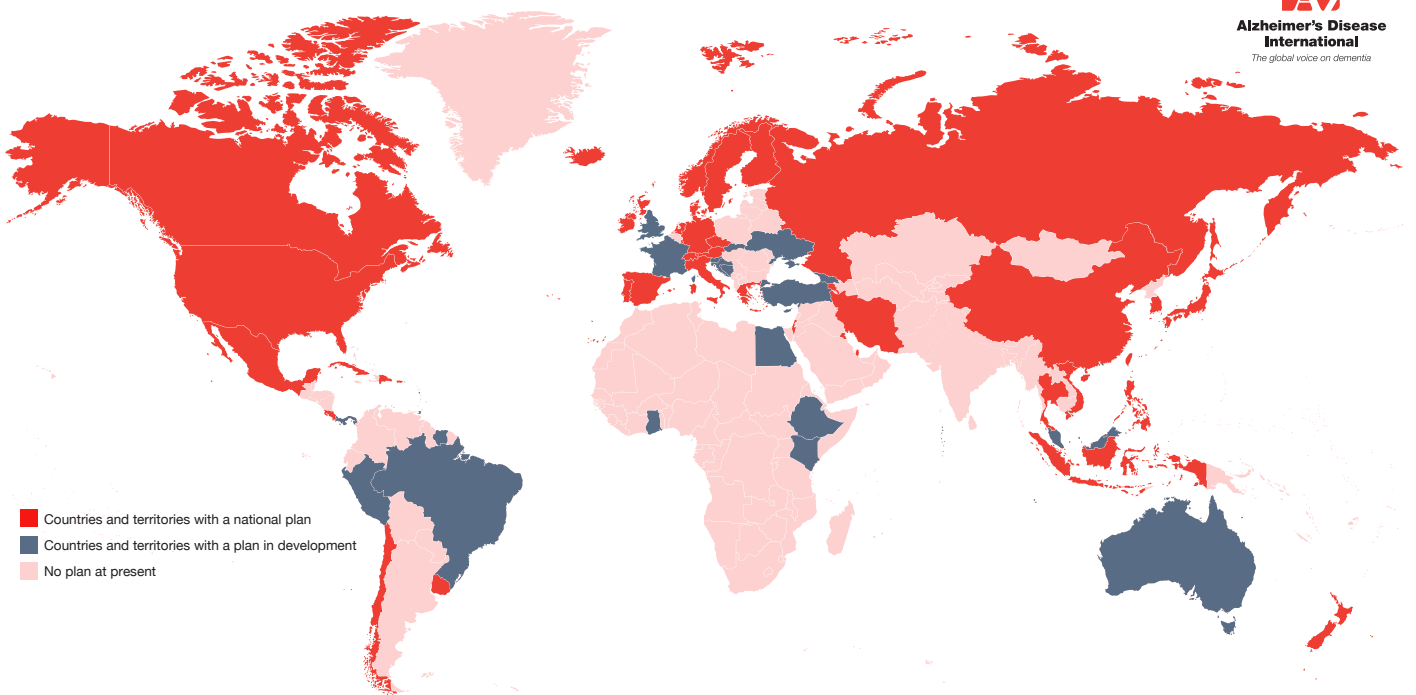 Alzheimer's Disease
International
The global voice on dementia
Countries and territories with a national plan
Countries and territories with a plan in development
No plan at present